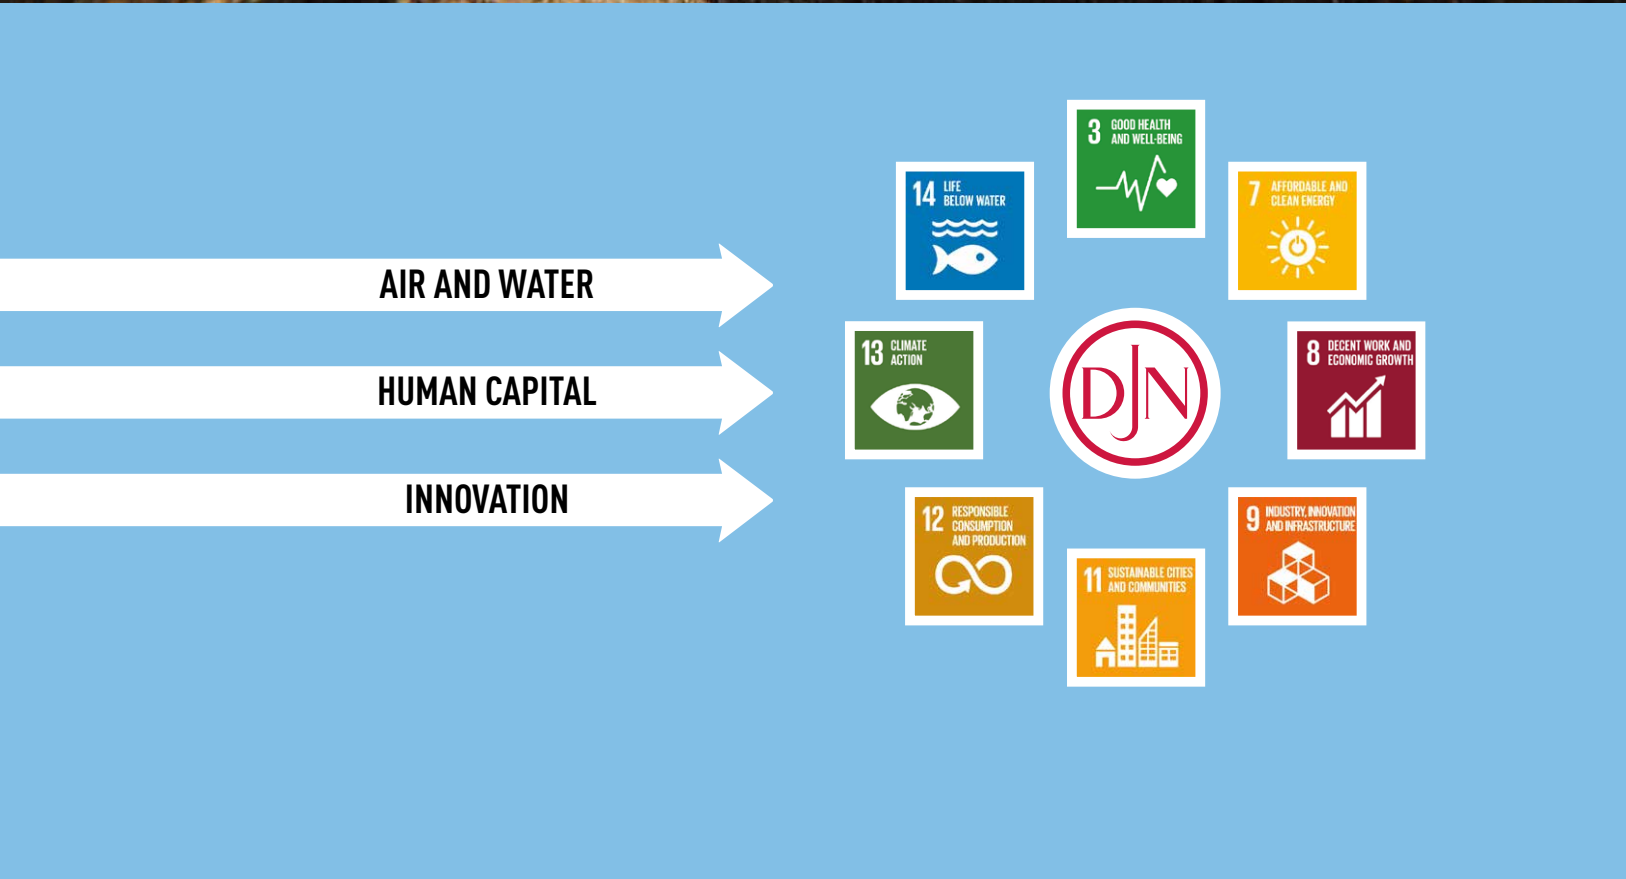 AIR AND WATER
HUMAN CAPITAL
INNOVATION
3 GOOD HEALTH
AND WELL-BEING
7 AFFORDABLE AND
CLEAN ENERGY
8 DECENT WORK AND
ECONOMIC GROWTH
9 INDUSTRY, INNOVATION
AND INFRASTRUCTURE
11 SUSTAINABLE CITIES
AND COMMUNITIES
12 RESPONSIBLE
CONSUMPTION
AND PRODUCTION
13 CLIMATE
ACTION
14 LIFE
BELOW WATER
DJN